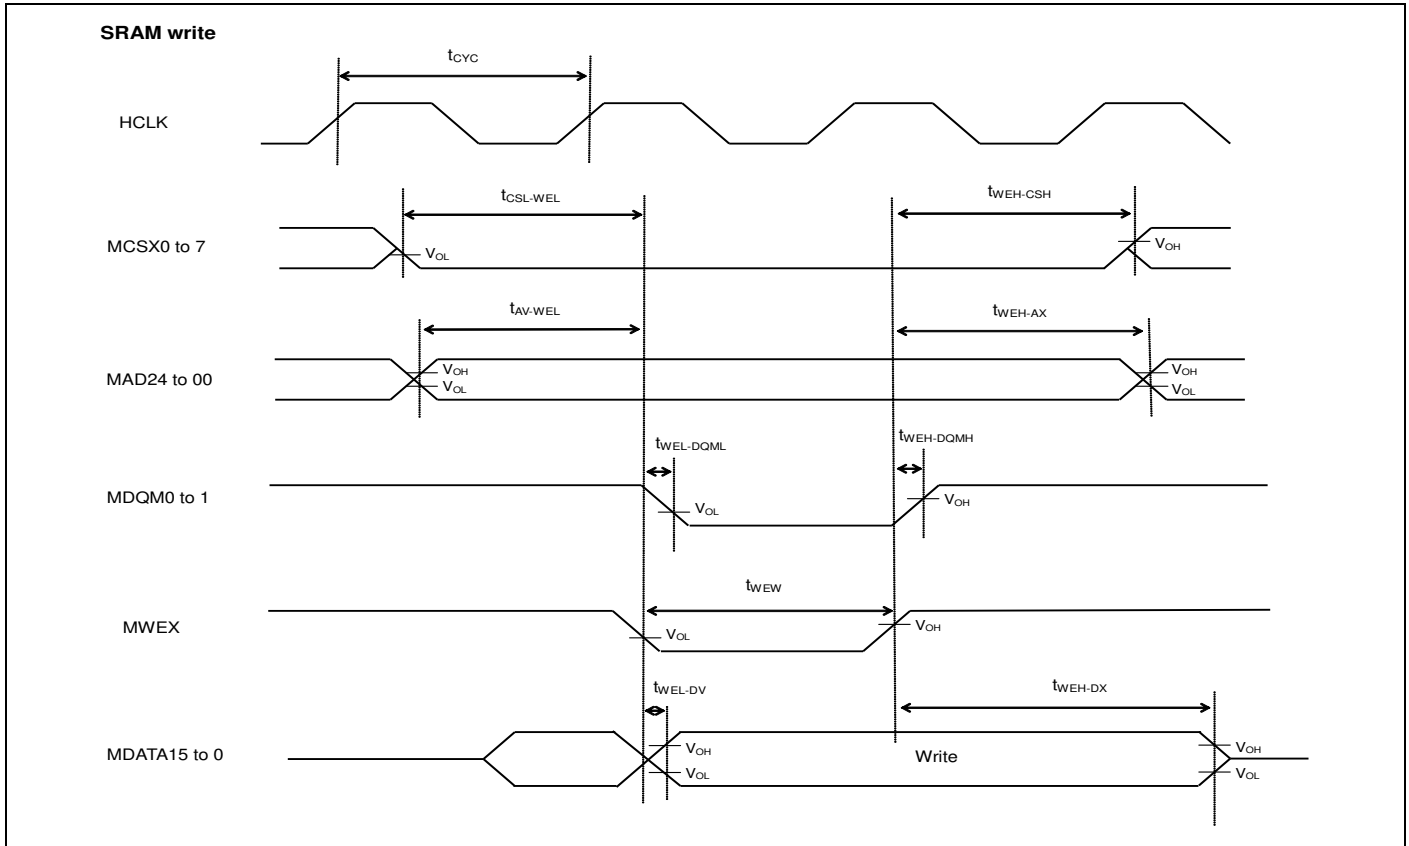 SRAM write
tCYC
HCLK
tCSL-WEL
tWEH-CSH
MCSX0 to 7
VOL
VOH
tAV-WEL
tWEH-AX
MAD24 to 00
VOH
VOL
VOH
VOL
tWEL-DQML
tWEH-DQMH
MDQM0 to 1
VOL
VOH
tWEW
MWEX
VOL
VOH
tWEL-DV
tWEH-DX
MDATA15 to 0
VOH
VOL
Write
VOH
VOL